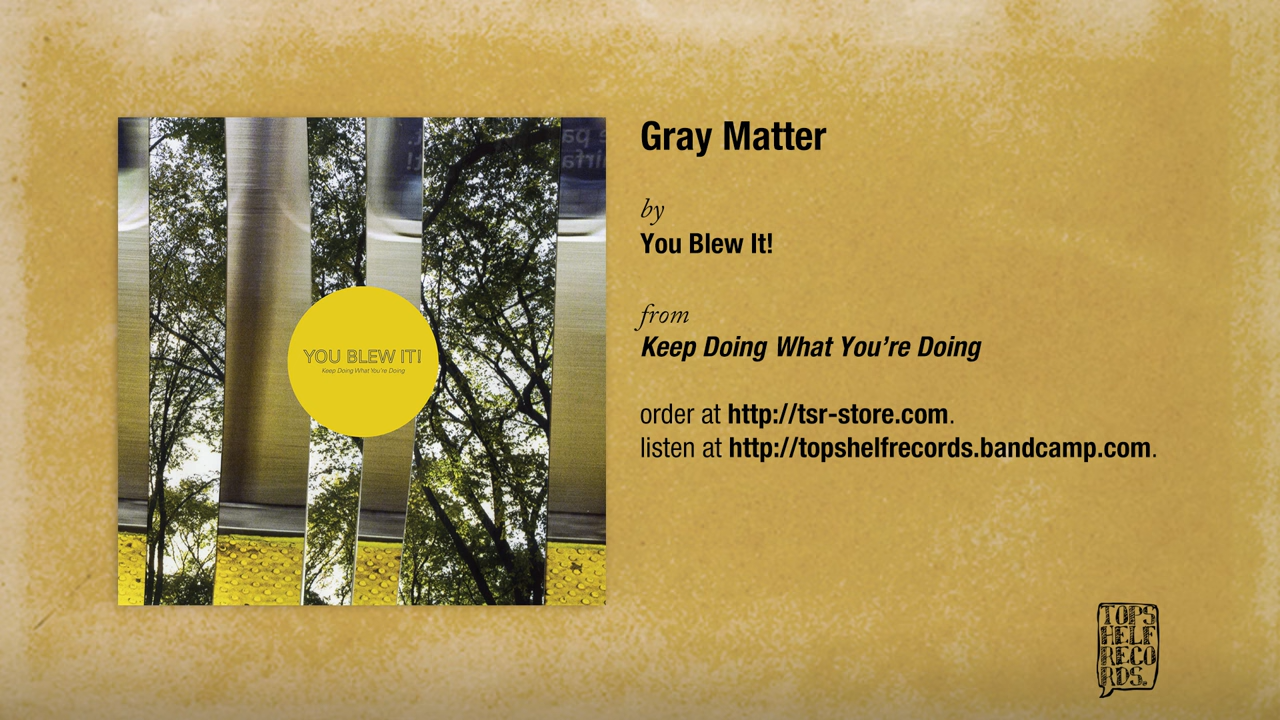 Gray Matter
by
You Blew It!
from
Keep Doing What You're Doing
order at http://tsr-store.com.
listen at http://topshelfrecords.bandcamp.com.
YOU BLEW IT!
Keep Doing What You're Doing
TOPS
HELF
RECO
RDS.